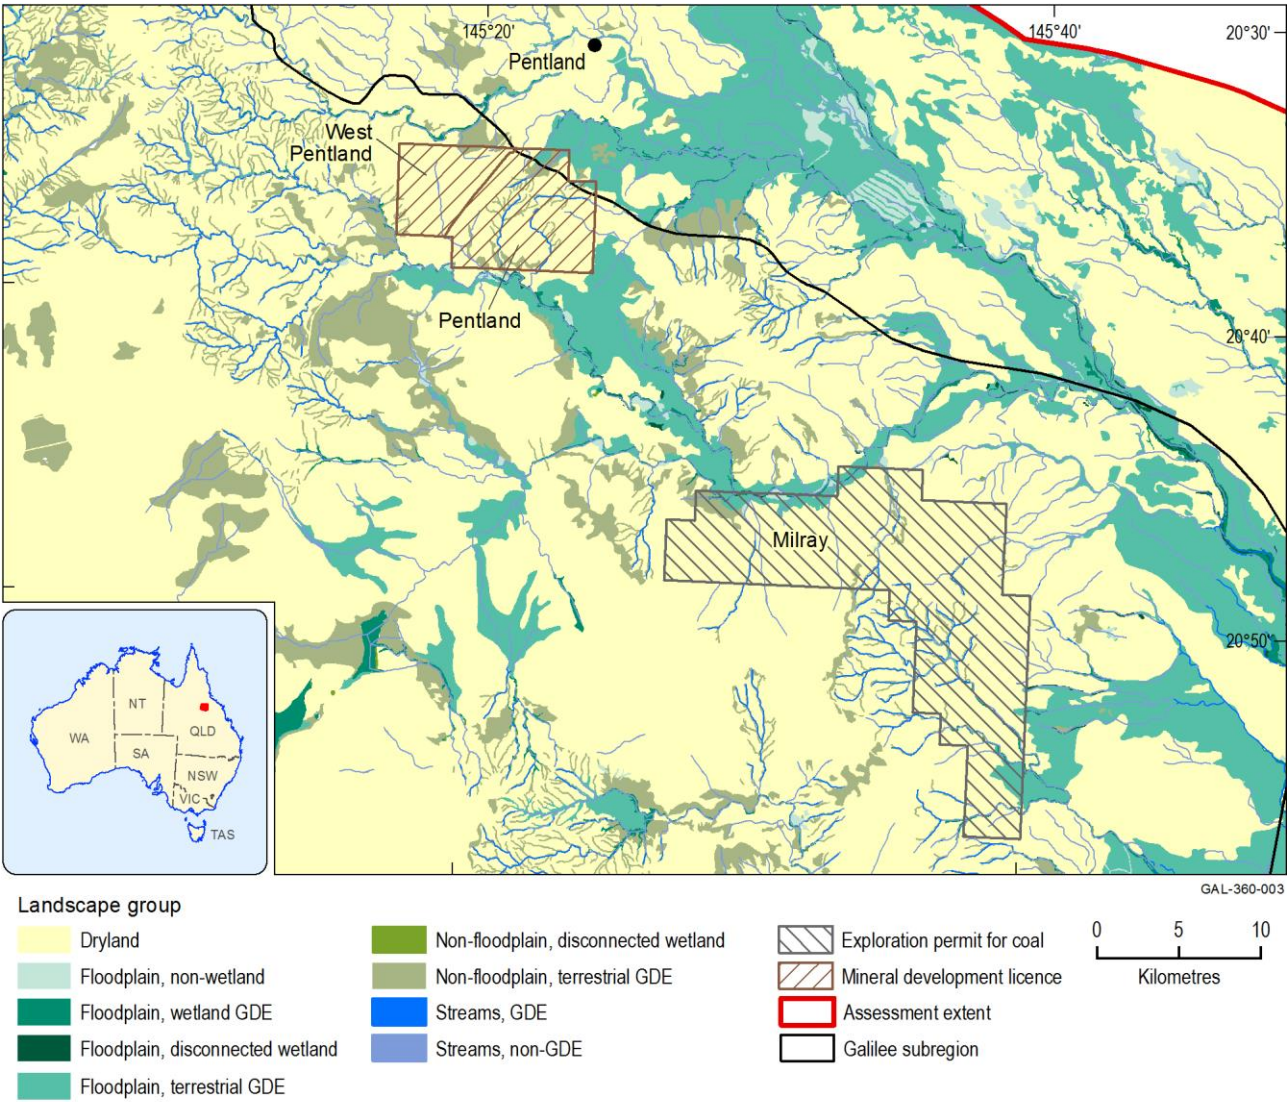 145°20'
145°40'
20°30'
Pentland
West
Pentland
Pentland
20°40'
Milray
20°50'
NT
QLD
WA
SA
NSW
VIC
TAS
GAL-360-003
Landscape group
Dryland
Floodplain, non-wetland
Floodplain, wetland GDE
Floodplain, disconnected wetland
Floodplain, terrestrial GDE
Non-floodplain, disconnected wetland
Non-floodplain, terrestrial GDE
Streams, GDE
Streams, non-GDE
Exploration permit for coal
Mineral development licence
Assessment extent
Galilee subregion
0 5 10
Kilometres